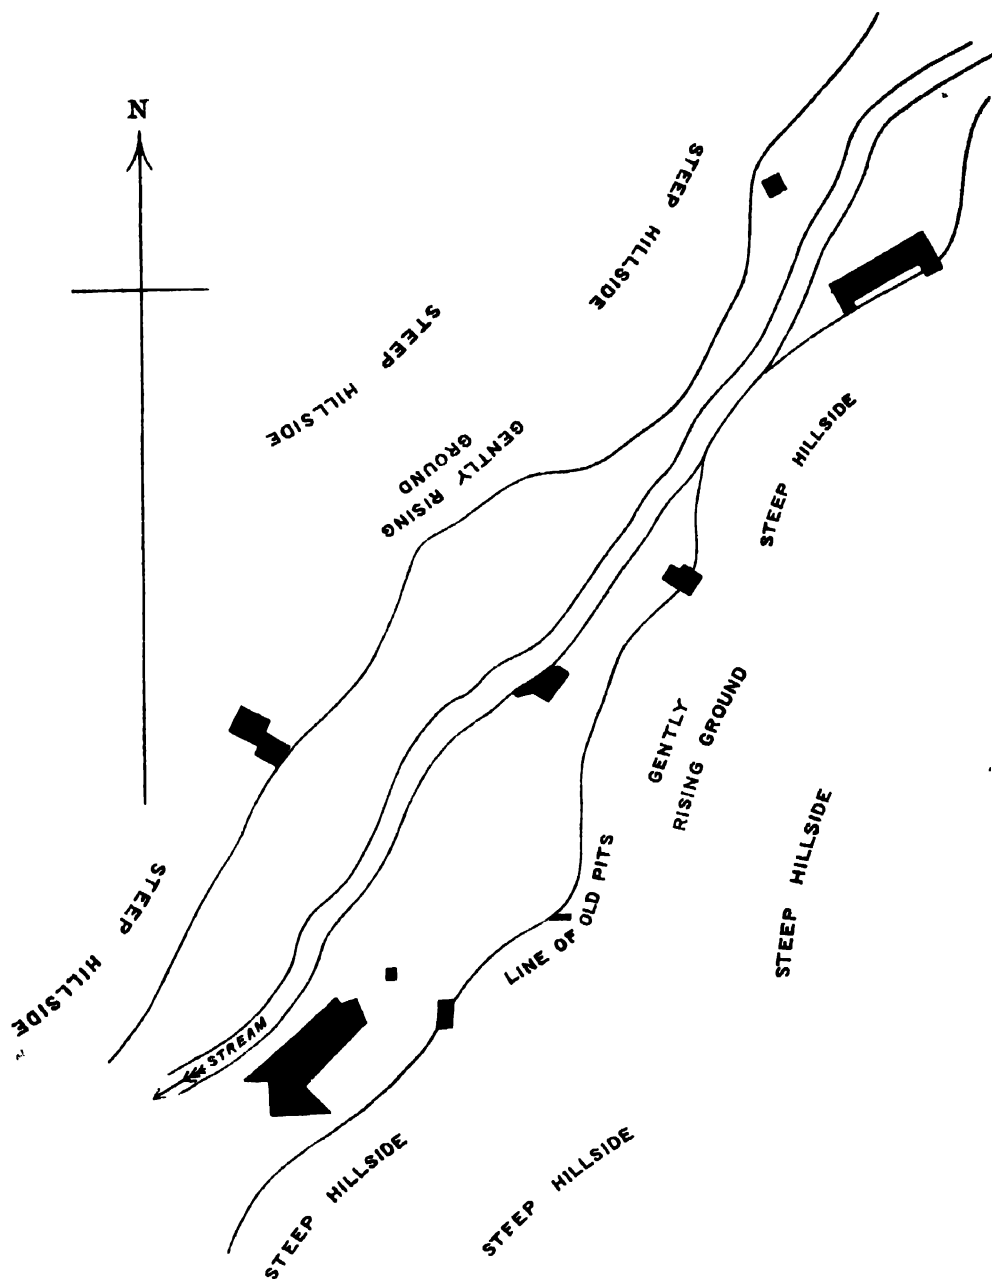 N
STEEP HILLSIDE
STEEP HILLSIDE
GENTLY RISING
GROUND
STEEP HILLSIDE
GENTLY
RISING GROUND
STEEP HILLSIDE
LINE OF OLD PITS
STEEP HILLSIDE
STREAM
STEEP HILLSIDE
STEEP HILLSIDE